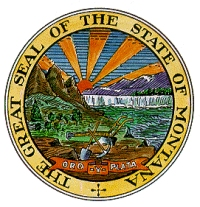 THE GREAT SEAL OF THE STATE OF MONTANA
ORO Y PLATA